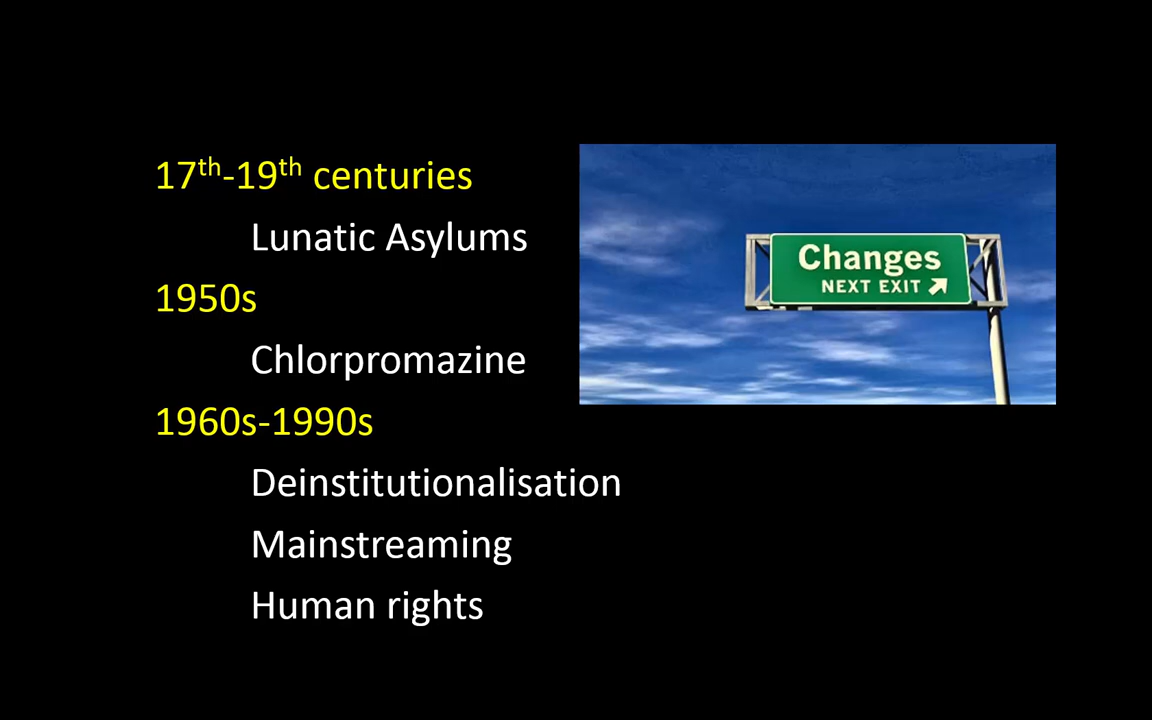 17th-19th centuries
Lunatic Asylums
1950s
Chlorpromazine
1960s-1990s
Deinstitutionalisation
Mainstreaming
Human rights
Changes
NEXT EXIT